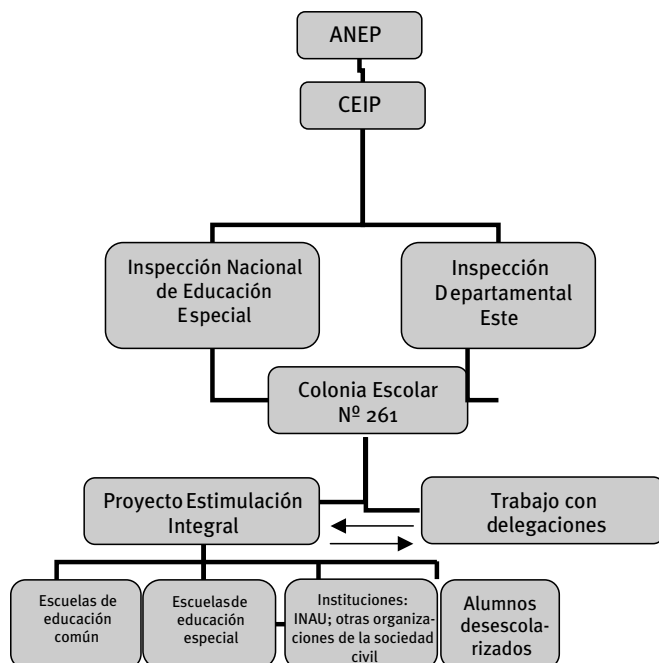 ANEP
CEIP
Inspección Nacional
de Educación
Especial
Inspección
Departamental
Este
Colonia Escolar
Nº 261
Proyecto Estimulación
Integral
Trabajo con
delegaciones
Escuelas de
educación
común
Escuelasde
educación
especial
Instituciones:
INAU; otras organiza-
ciones de la sociedad
civil
Alumnos
desescola-
rizados